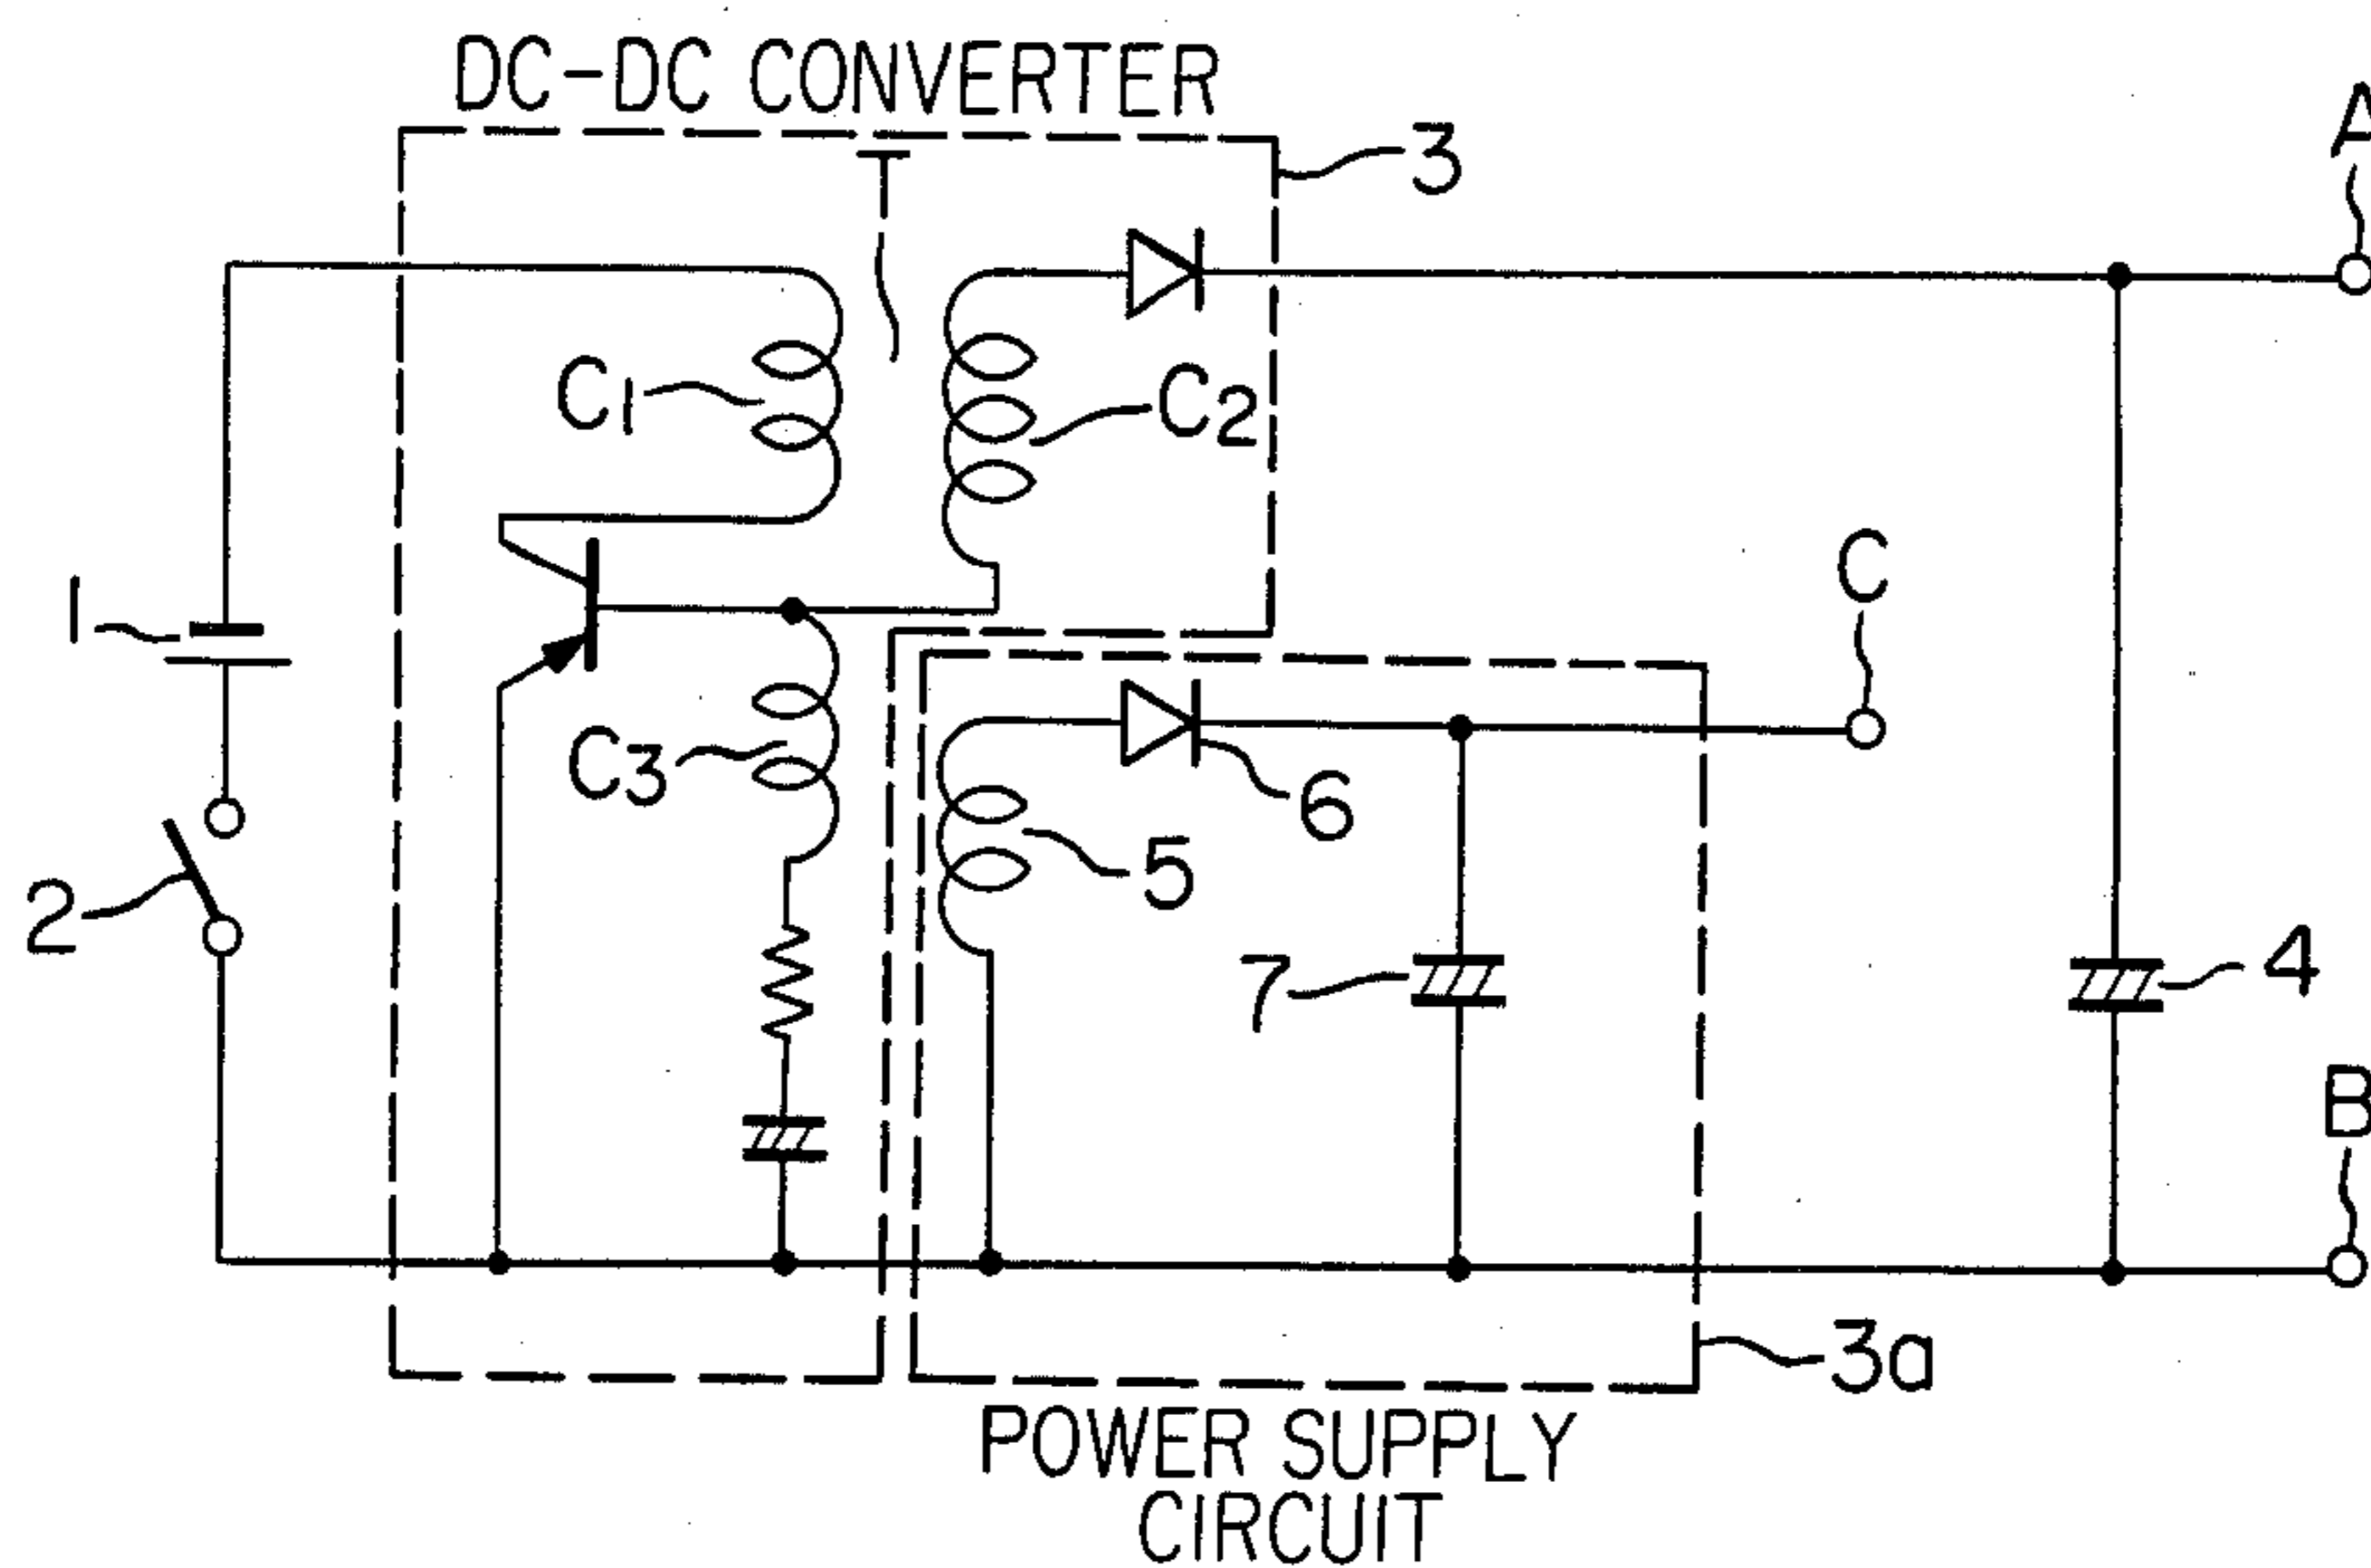 DC-DC CONVERTER
T
3
A
C1
C2
1
C
C3
6
5
2
7
4
B
3a
POWER SUPPLY
CIRCUIT